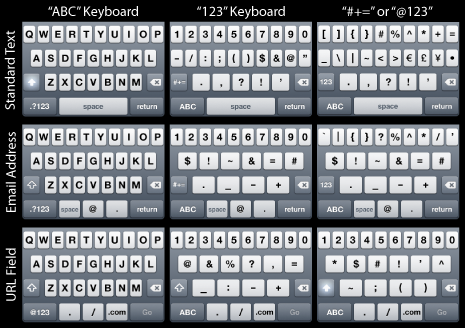 "ABC" Keyboard "123" Keyboard "#+=" or "@123"
Standard Text
Q W E R T Y U I O P
A S D F G H J K L
Z X C V B N M
.?123 space return
1 2 3 4 5 6 7 8 9 0
- / : ; ( ) $ & @ "
#+= . , ? ! '
ABC space return
[ ] { } # % ^ * + =
_ \ | ~ < > € £ ¥ •
123 . , ? ! '
ABC space return
Email Address
Q W E R T Y U I O P
A S D F G H J K L
Z X C V B N M
.?123 space @ . return
1 2 3 4 5 6 7 8 9 0
$ ! ~ & = #
#+= . _ - +
ABC space @ . return
` | { } ? % ^ * / '
$ ! ~ & = #
123 . _ - +
ABC space @ . return
URL Field
Q W E R T Y U I O P
A S D F G H J K L
Z X C V B N M
@123 . / .com Go
1 2 3 4 5 6 7 8 9 0
@ & % ? , =
: _ - +
ABC . / .com Go
1 2 3 4 5 6 7 8 9 0
* $ # ! ' ^
~ ; ( )
ABC . / .com Go